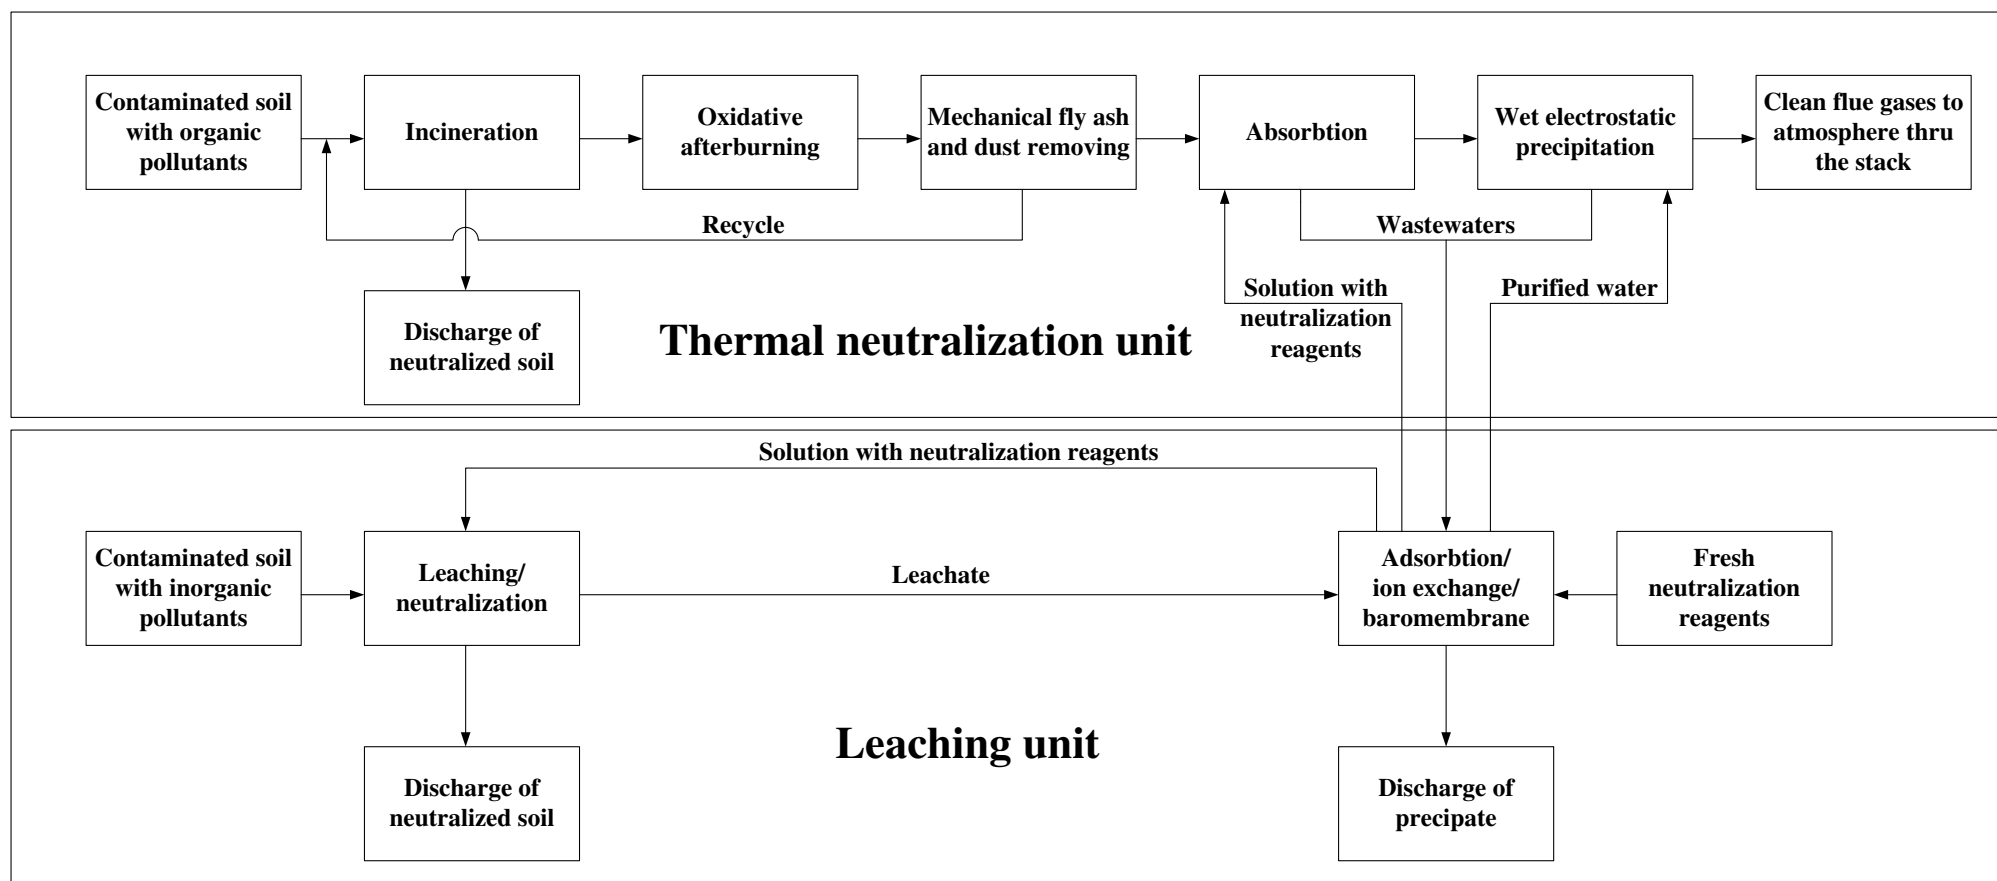 Contaminated soil
with organic
pollutants
Incineration
Oxidative
afterburning
Mechanical fly ash
and dust removing
Absorbtion
Wet electrostatic
precipitation
Clean flue gases to
atmosphere thru
the stack
Recycle
Wastewaters
Solution with
neutralization
reagents
Purified water
Discharge of
neutralized soil
Thermal neutralization unit
Solution with neutralization reagents
Contaminated soil
with inorganic
pollutants
Leaching/
neutralization
Leachate
Adsorbtion/
ion exchange/
baromembrane
Fresh
neutralization
reagents
Leaching unit
Discharge of
neutralized soil
Discharge of
precipate